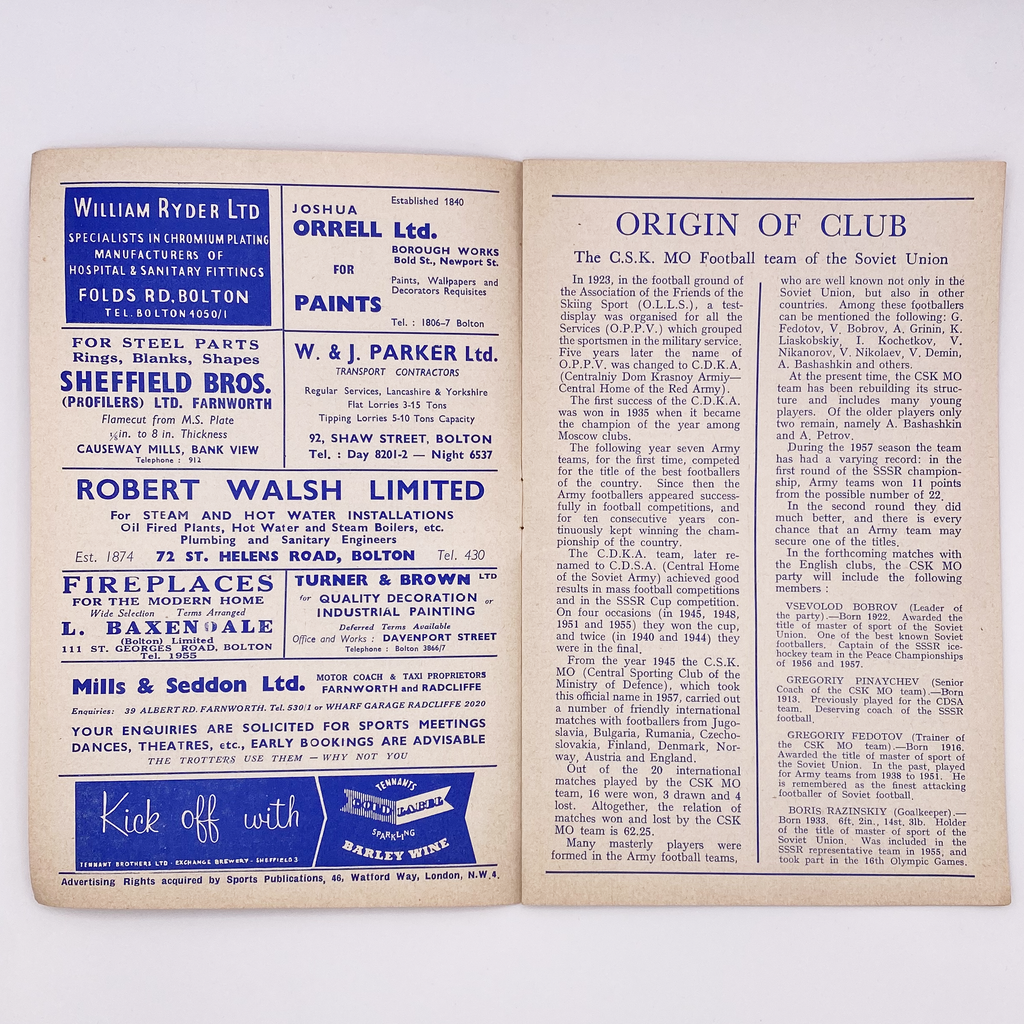 WILLIAM RYDER LTD
SPECIALISTS IN CHROMIUM PLATING
MANUFACTURERS OF
HOSPITAL & SANITARY FITTINGS
FOLDS RD, BOLTON
TEL. BOLTON 4050/1
Established 1840
JOSHUA
ORRELL Ltd.
BOROUGH WORKS
Bold St., Newport St.
FOR
Paints, Wallpapers and
Decorators Requisites
PAINTS
Tel. : 1806-7 Bolton
FOR STEEL PARTS
Rings, Blanks, Shapes
SHEFFIELD BROS.
(PROFILERS) LTD. FARNWORTH
Flamecut from M.S. Plate
in. to 8 in. Thickness
CAUSEWAY MILLS, BANK VIEW
Telephone : 912
W. & J. PARKER Ltd.
TRANSPORT CONTRACTORS
Regular Services, Lancashire & Yorkshire
Flat Lorries 3-15 Tons
Tipping Lorries 5-10 Tons Capacity
92, SHAW STREET, BOLTON
Tel. : Day 8201-2 — Night 6537
ROBERT WALSH LIMITED
For STEAM AND HOT WATER INSTALLATIONS
Oil Fired Plants, Hot Water and Steam Boilers, etc.
Plumbing and Sanitary Engineers
Est. 1874 72 ST. HELENS ROAD, BOLTON Tel. 430
FIREPLACES
FOR THE MODERN HOME
Wide Selection Terms Arranged
L. BAXENDALE
(Bolton) Limited
111 ST. GEORGES ROAD, BOLTON
Tel. 1955
TURNER & BROWN LTD
for QUALITY DECORATION or
INDUSTRIAL PAINTING
Deferred Terms Available
Office and Works : DAVENPORT STREET
Telephone : Bolton 3866/7
Mills & Seddon Ltd. MOTOR COACH & TAXI PROPRIETORS
FARNWORTH and RADCLIFFE
Enquiries: 39 ALBERT RD. FARNWORTH. Tel. 530/1 or WHARF GARAGE RADCLIFFE 2020
YOUR ENQUIRIES ARE SOLICITED FOR SPORTS MEETINGS
DANCES, THEATRES, etc., EARLY BOOKINGS ARE ADVISABLE
THE TROTTERS USE THEM — WHY NOT YOU
Kick off with
TENNANTS
GOLD LABEL
SPARKLING
BARLEY WINE
TENNANT BROTHERS LTD · EXCHANGE BREWERY · SHEFFIELD 3
Advertising Rights acquired by Sports Publications, 46, Watford Way, London, N.W.4.
ORIGIN OF CLUB
The C.S.K. MO Football team of the Soviet Union
In 1923, in the football ground of
the Association of the Friends of the
Skiing Sport (O.L.L.S.), a test-
display was organised for all the
Services (O.P.P.V.) which grouped
the sportsmen in the military service.
Five years later the name of
O.P.P.V. was changed to C.D.K.A.
(Centralniy Dom Krasnoy Armiy—
Central Home of the Red Army).
The first success of the C.D.K.A.
was won in 1935 when it became
the champion of the year among
Moscow clubs.
The following year seven Army
teams, for the first time, competed
for the title of the best footballers
of the country. Since then the
Army footballers appeared success-
fully in football competitions, and
for ten consecutive years con-
tinuously kept winning the cham-
pionship of the country.
The C.D.K.A. team, later re-
named to C.D.S.A. (Central Home
of the Soviet Army) achieved good
results in mass football competitions
and in the SSSR Cup competition.
On four occasions (in 1945, 1948,
1951 and 1955) they won the cup,
and twice (in 1940 and 1944) they
were in the final.
From the year 1945 the C.S.K.
MO (Central Sporting Club of the
Ministry of Defence), which took
this official name in 1957, carried out
a number of friendly international
matches with footballers from Jugo-
slavia, Bulgaria, Rumania, Czecho-
slovakia, Finland, Denmark, Nor-
way, Austria and England.
Out of the 20 international
matches played by the CSK MO
team, 16 were won, 3 drawn and 4
lost. Altogether, the relation of
matches won and lost by the CSK
MO team is 62.25.
Many masterly players were
formed in the Army football teams,
who are well known not only in the
Soviet Union, but also in other
countries. Among these footballers
can be mentioned the following: G.
Fedotov, V. Bobrov, A. Grinin, K.
Liaskobskiy, I. Kochetkov, V.
Nikanorov, V. Nikolaev, V. Demin,
A. Bashashkin and others.
At the present time, the CSK MO
team has been rebuilding its struc-
ture and includes many young
players. Of the older players only
two remain, namely A. Bashashkin
and A. Petrov.
During the 1957 season the team
has had a varying record: in the
first round of the SSSR champion-
ship, Army teams won 11 points
from the possible number of 22.
In the second round they did
much better, and there is every
chance that an Army team may
secure one of the titles.
In the forthcoming matches with
the English clubs, the CSK MO
party will include the following
members :
VSEVOLOD BOBROV (Leader of
the party).—Born 1922. Awarded the
title of master of sport of the Soviet
Union. One of the best known Soviet
footballers. Captain of the SSSR ice-
hockey team in the Peace Championships
of 1956 and 1957.
GREGORIY PINAYCHEV (Senior
Coach of the CSK MO team).—Born
1913. Previously played for the CDSA
team. Deserving coach of the SSSR
football.
GREGORIY FEDOTOV (Trainer of
the CSK MO team).—Born 1916.
Awarded the title of master of sport of
the Soviet Union. In the past, played
for Army teams from 1938 to 1951. He
is remembered as the finest attacking
footballer of Soviet football.
BORIS RAZINSKIY (Goalkeeper).—
Born 1933. 6ft. 2in., 14st. 3lb. Holder
of the title of master of sport of the
Soviet Union. Was included in the
SSSR representative team in 1955, and
took part in the 16th Olympic Games.